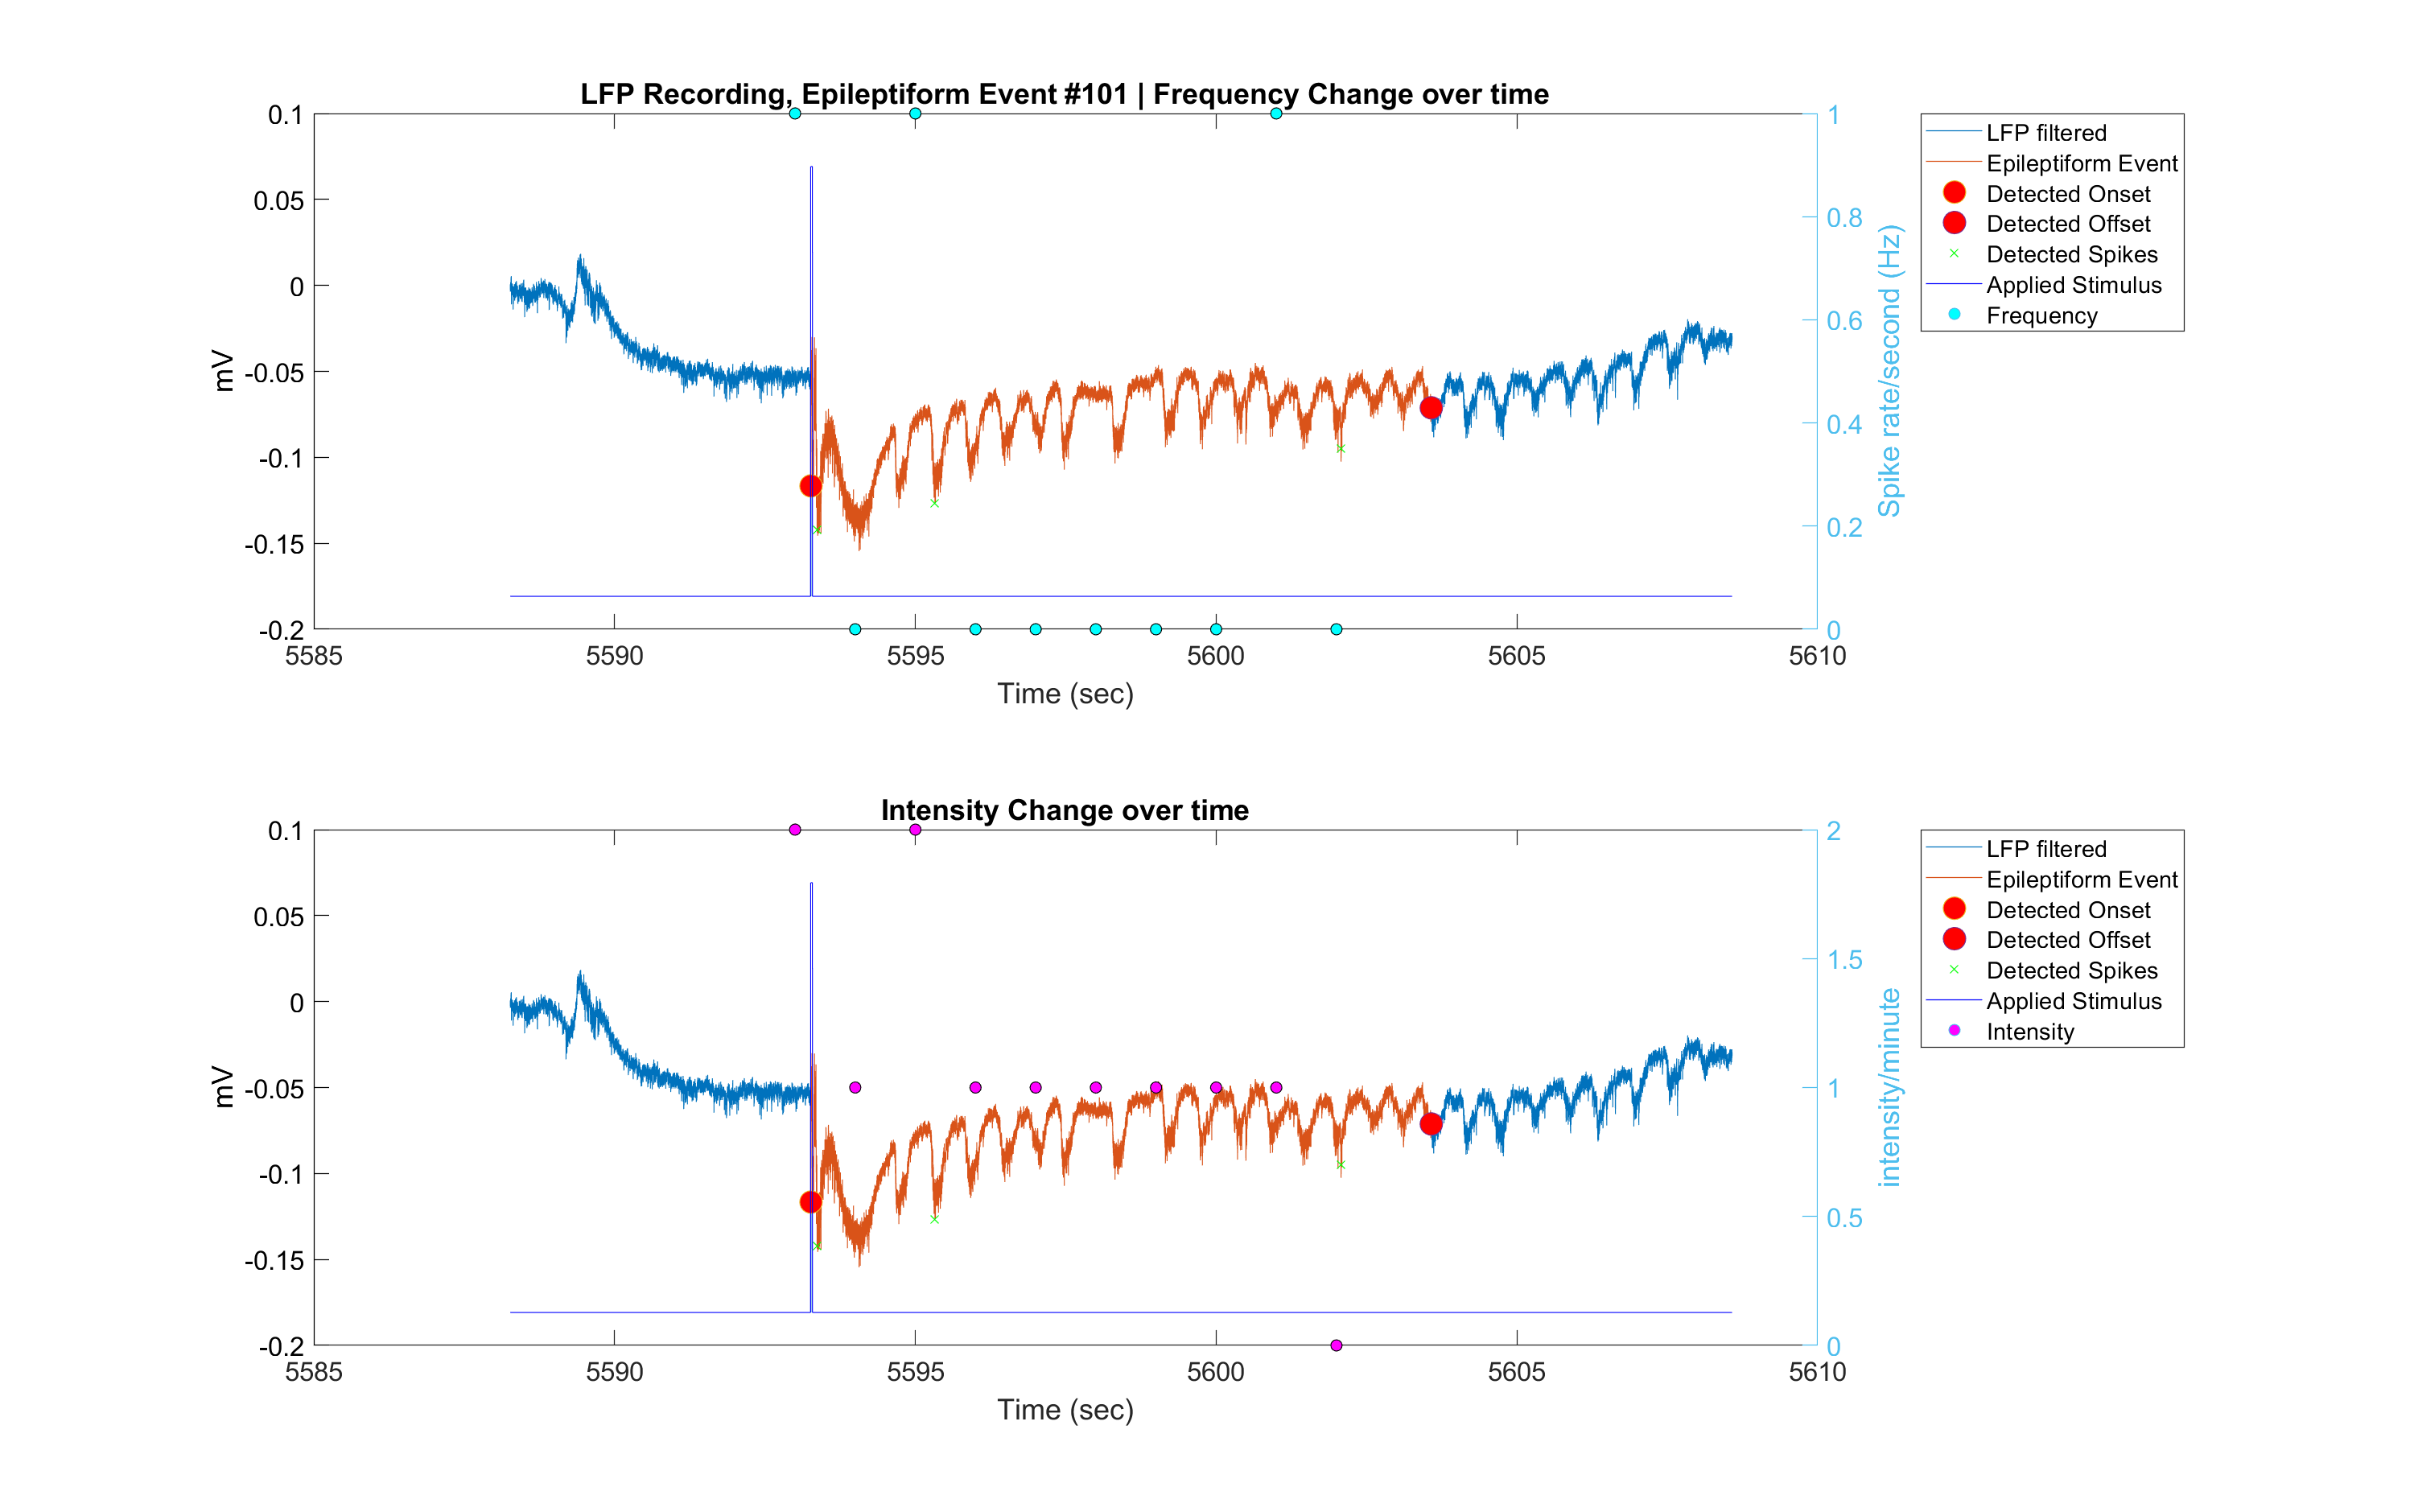 LFP Recording, Epileptiform Event #101 | Frequency Change over time
0.1
0.05
0
-0.05
-0.1
-0.15
-0.2
mV
5585
5590
5595
5600
5605
5610
Time (sec)
1
0.8
0.6
0.4
0.2
0
Spike rate/second (Hz)
LFP filtered
Epileptiform Event
Detected Onset
Detected Offset
Detected Spikes
Applied Stimulus
Frequency
Intensity Change over time
0.1
0.05
0
-0.05
-0.1
-0.15
-0.2
mV
5585
5590
5595
5600
5605
5610
Time (sec)
2
1.5
1
0.5
0
intensity/minute
LFP filtered
Epileptiform Event
Detected Onset
Detected Offset
Detected Spikes
Applied Stimulus
Intensity